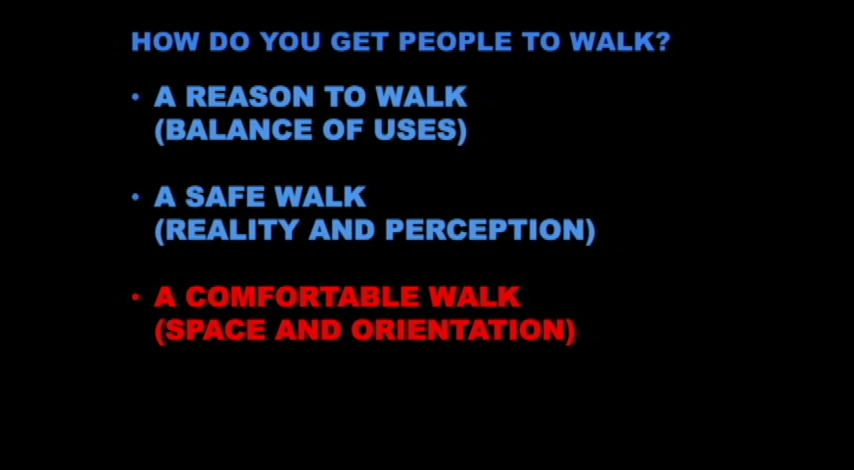 HOW DO YOU GET PEOPLE TO WALK?
• A REASON TO WALK
(BALANCE OF USES)
• A SAFE WALK
(REALITY AND PERCEPTION)
• A COMFORTABLE WALK
(SPACE AND ORIENTATION)